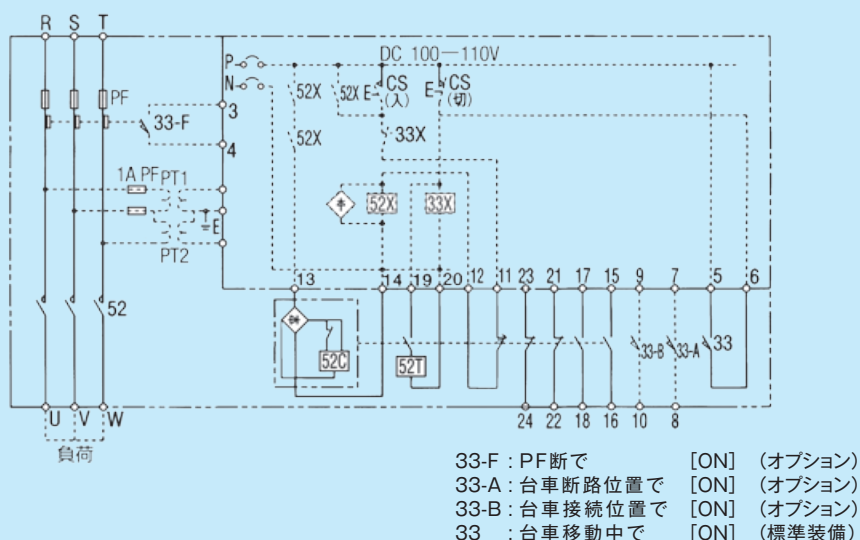 R S T
DC 100—110V
P
N
PF
52X
52X
E
CS
(入)
E
CS
(切)
3
33-F
52X
33X
4
1A PF
PT1
52X
33X
E
PT2
13 14 19 20 12 11 23 21 17 15 9 7 5 6
52
33-B
33-A
33
52C
52T
U V W
24 22 18 16 10 8
負荷
33-F : PF断で [ON] (オプション)
33-A : 台車断路位置で [ON] (オプション)
33-B : 台車接続位置で [ON] (オプション)
33 : 台車移動中で [ON] (標準装備)